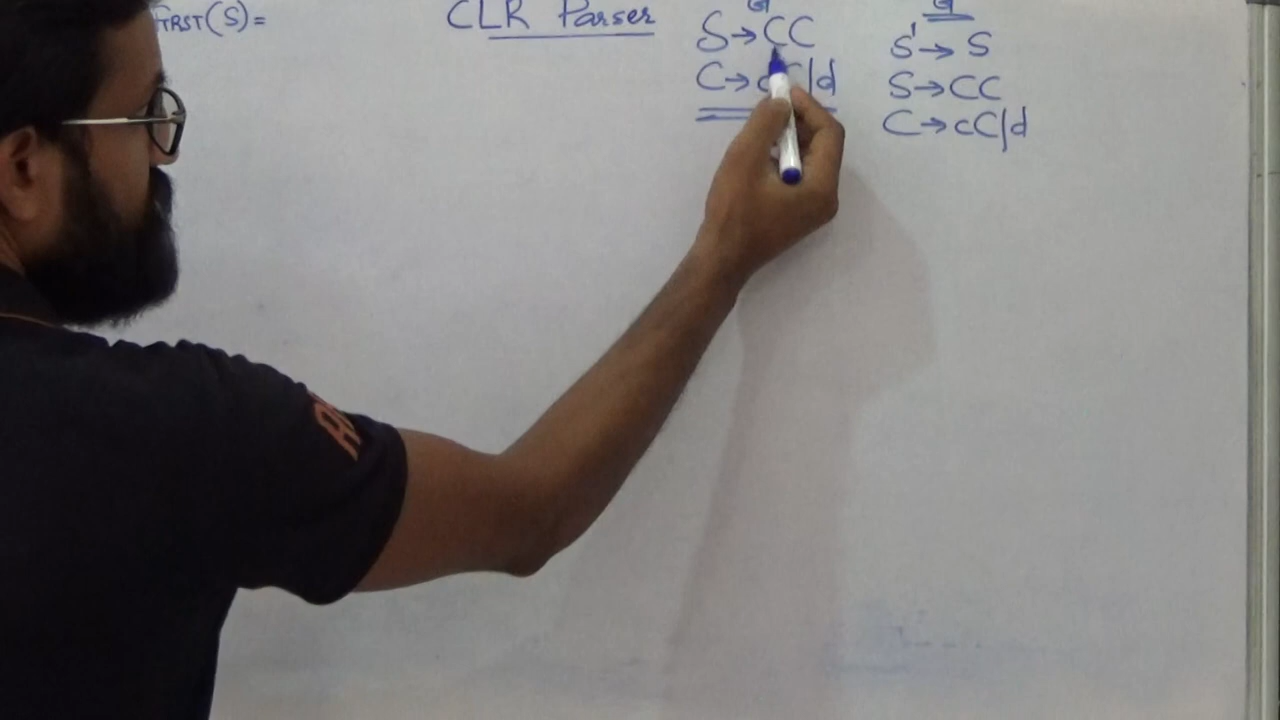 FIRST(S)=
CLR Parser
G
S→CC
C→cC|d
G'
S'→S
S→CC
C→cC|d